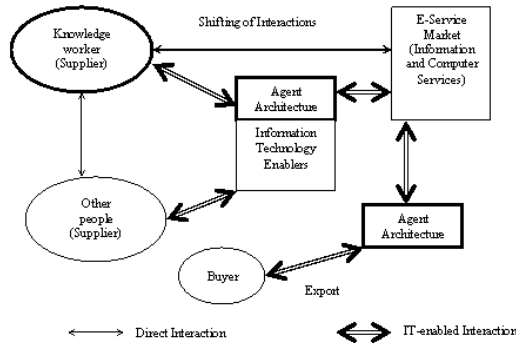 Shifting of Interactions
Knowledge
worker
(Supplier)
E-Service
Market
(Information
and Computer
Services)
Agent
Architecture
Information
Technology
Enablers
Other
people
(Supplier)
Agent
Architecture
Buyer
Export
Direct Interaction
IT-enabled Interaction